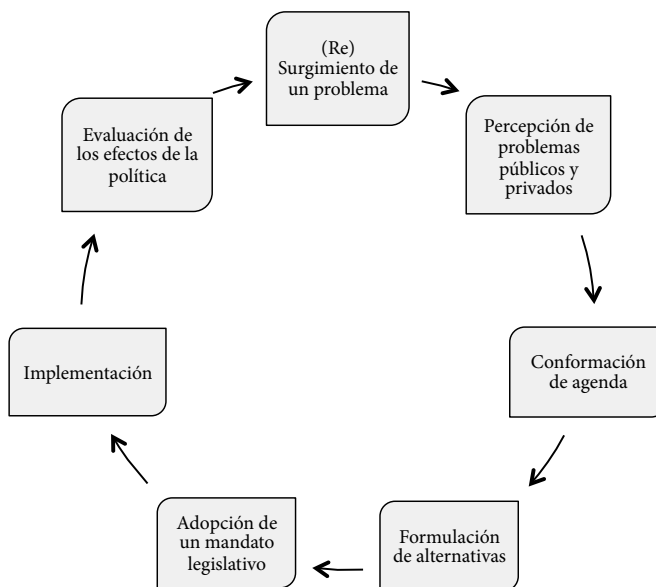 (Re)
Surgimiento de
un problema
Percepción de
problemas
públicos y
privados
Conformación
de agenda
Formulación
de alternativas
Adopción de
un mandato
legislativo
Implementación
Evaluación de
los efectos de la
política